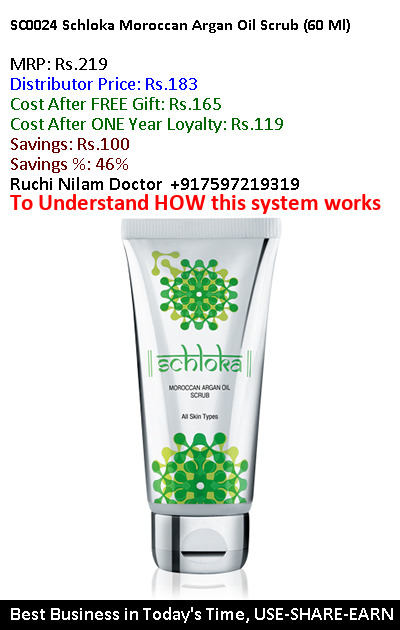 SC0024 Schloka Moroccan Argan Oil Scrub (60 Ml)
MRP: Rs.219
Distributor Price: Rs.183
Cost After FREE Gift: Rs.165
Cost After ONE Year Loyalty: Rs.119
Savings: Rs.100
Savings %: 46%
Ruchi Nilam Doctor +917597219319
To Understand HOW this system works
|| schloka ||
MOROCCAN ARGAN OIL
SCRUB
All Skin Types
Best Business in Today's Time, USE-SHARE-EARN